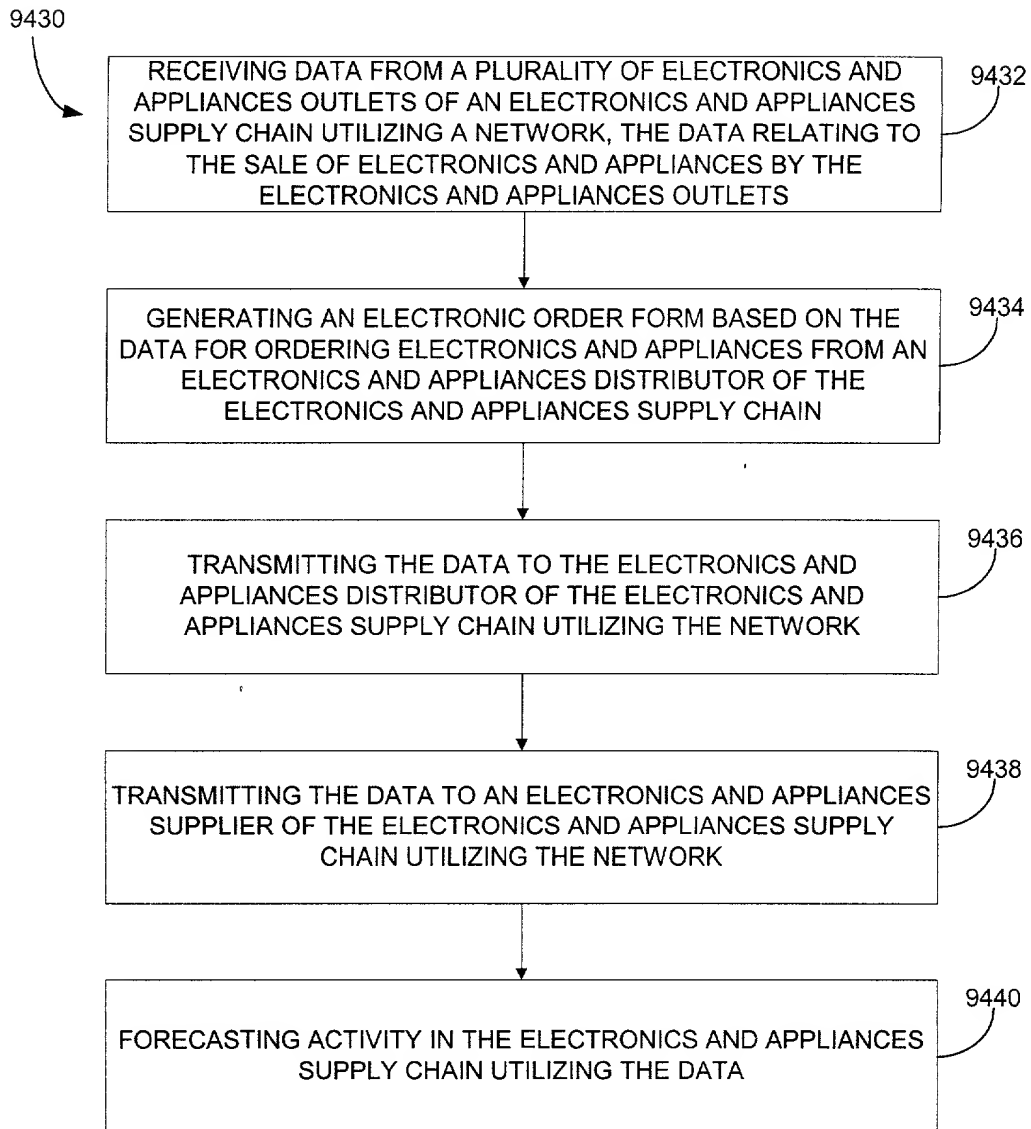 9430
RECEIVING DATA FROM A PLURALITY OF ELECTRONICS AND
APPLIANCES OUTLETS OF AN ELECTRONICS AND APPLIANCES
SUPPLY CHAIN UTILIZING A NETWORK, THE DATA RELATING TO
THE SALE OF ELECTRONICS AND APPLIANCES BY THE
ELECTRONICS AND APPLIANCES OUTLETS
9432
GENERATING AN ELECTRONIC ORDER FORM BASED ON THE
DATA FOR ORDERING ELECTRONICS AND APPLIANCES FROM AN
ELECTRONICS AND APPLIANCES DISTRIBUTOR OF THE
ELECTRONICS AND APPLIANCES SUPPLY CHAIN
9434
TRANSMITTING THE DATA TO THE ELECTRONICS AND
APPLIANCES DISTRIBUTOR OF THE ELECTRONICS AND
APPLIANCES SUPPLY CHAIN UTILIZING THE NETWORK
9436
TRANSMITTING THE DATA TO AN ELECTRONICS AND APPLIANCES
SUPPLIER OF THE ELECTRONICS AND APPLIANCES SUPPLY
CHAIN UTILIZING THE NETWORK
9438
FORECASTING ACTIVITY IN THE ELECTRONICS AND APPLIANCES
SUPPLY CHAIN UTILIZING THE DATA
9440